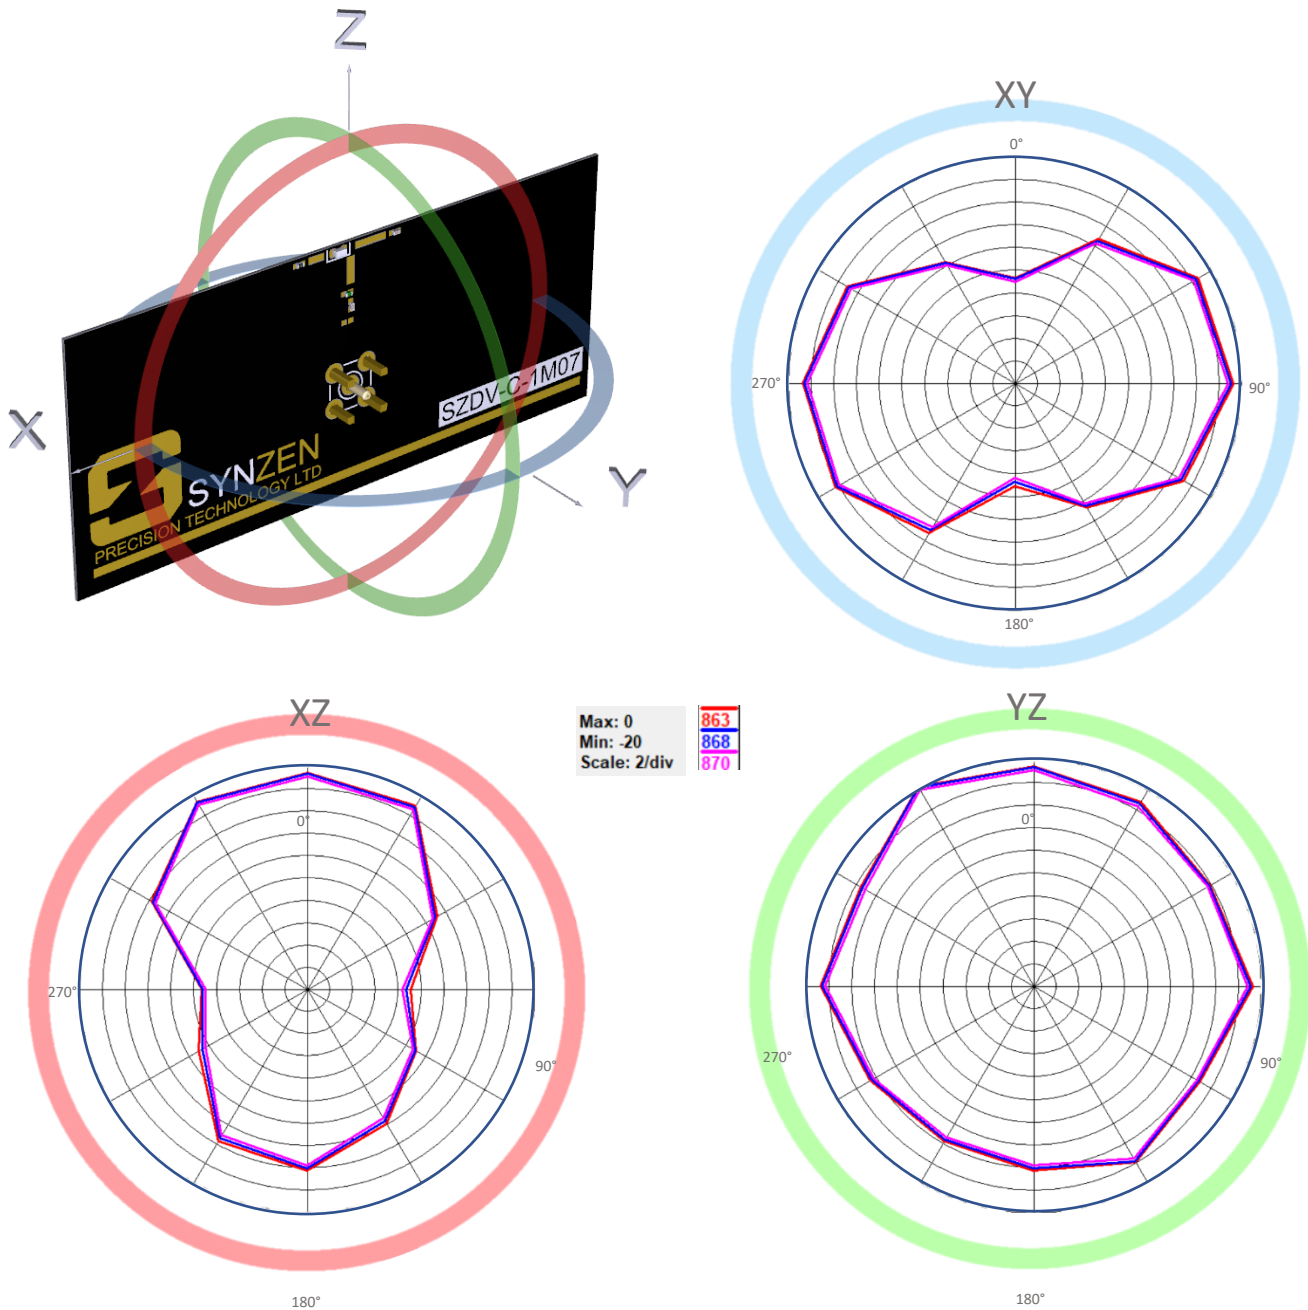 Z
X
Y
SZDV-C-1M07
SYNZEN
PRECISION TECHNOLOGY LTD
XY
0°
90°
180°
270°
XZ
0°
90°
180°
270°
Max: 0
Min: -20
Scale: 2/div
863
868
870
YZ
0°
90°
180°
270°